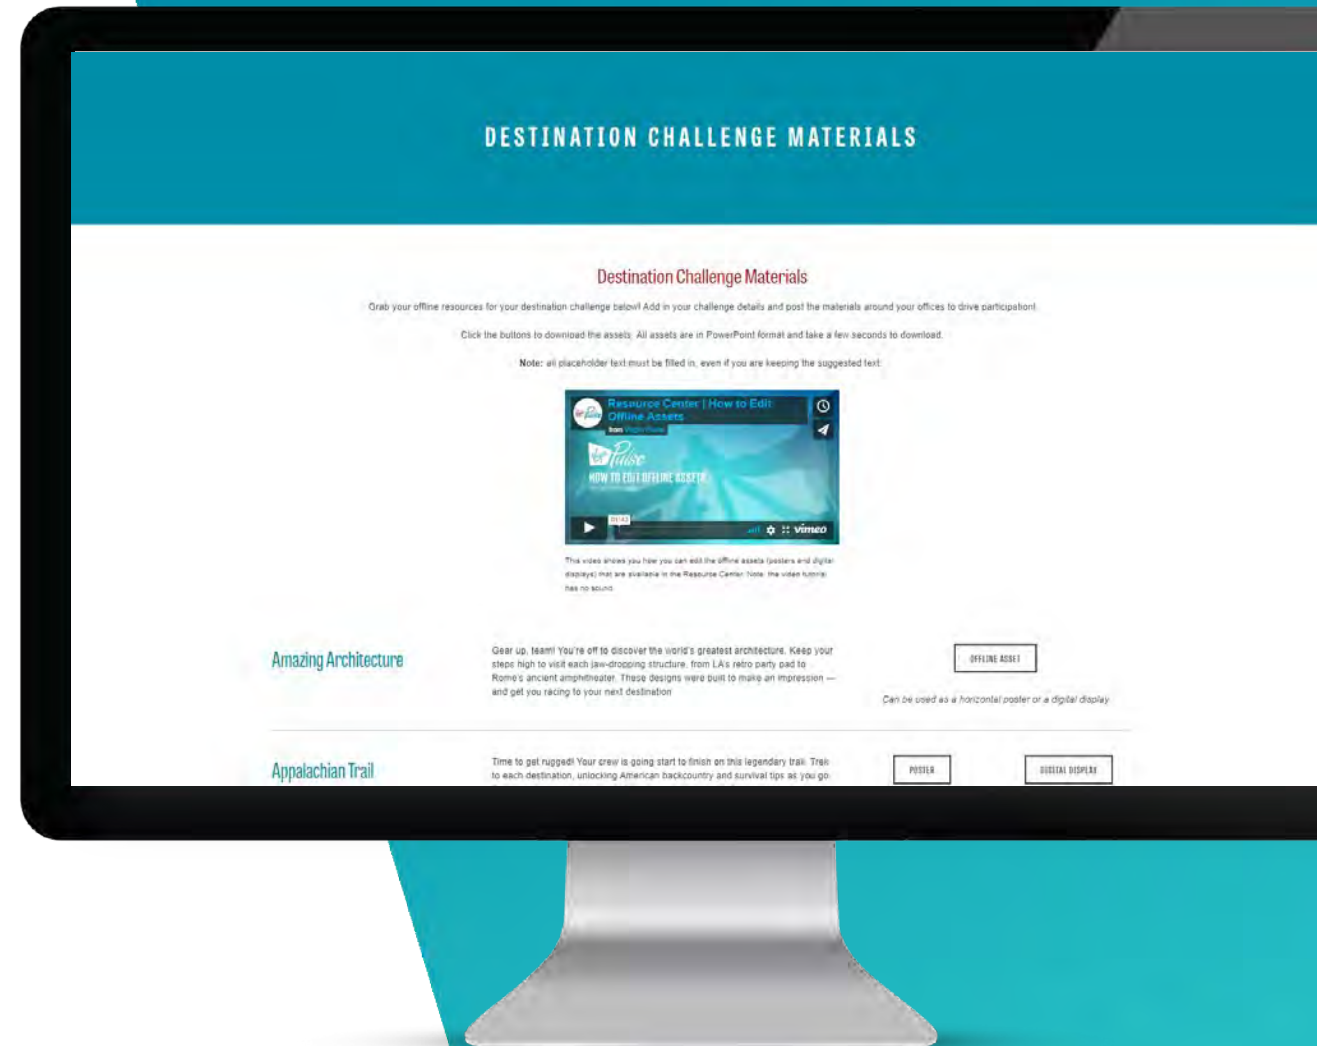 DESTINATION CHALLENGE MATERIALS
Destination Challenge Materials
Grab your offline resources for your destination challenge below! Add in your challenge details and post the materials around your offices to drive participation!
Click the buttons to download the assets. All assets are in PowerPoint format and take a few seconds to download.
Note: all placeholder text must be filled in, even if you are keeping the suggested text.
Resource Center | How to Edit
Offline Assets
from
Pulse
HOW TO EDIT OFFLINE ASSETS
vimeo
This video shows you how you can edit the offline assets (posters and digital
displays) that are available in the Resource Center. Note: the video tutorial
has no sound.
Amazing Architecture
Gear up, team! You're off to discover the world's greatest architecture. Keep your
steps high to visit each jaw-dropping structure, from LA's retro party pad to
Rome's ancient amphitheater. These designs were built to make an impression —
and get you racing to your next destination
OFFLINE ASSET
Can be used as a horizontal poster or a digital display
Appalachian Trail
Time to get rugged! Your crew is going start to finish on this legendary trail. Trek
to each destination, unlocking American backcountry and survival tips as you go
POSTER
DIGITAL DISPLAY